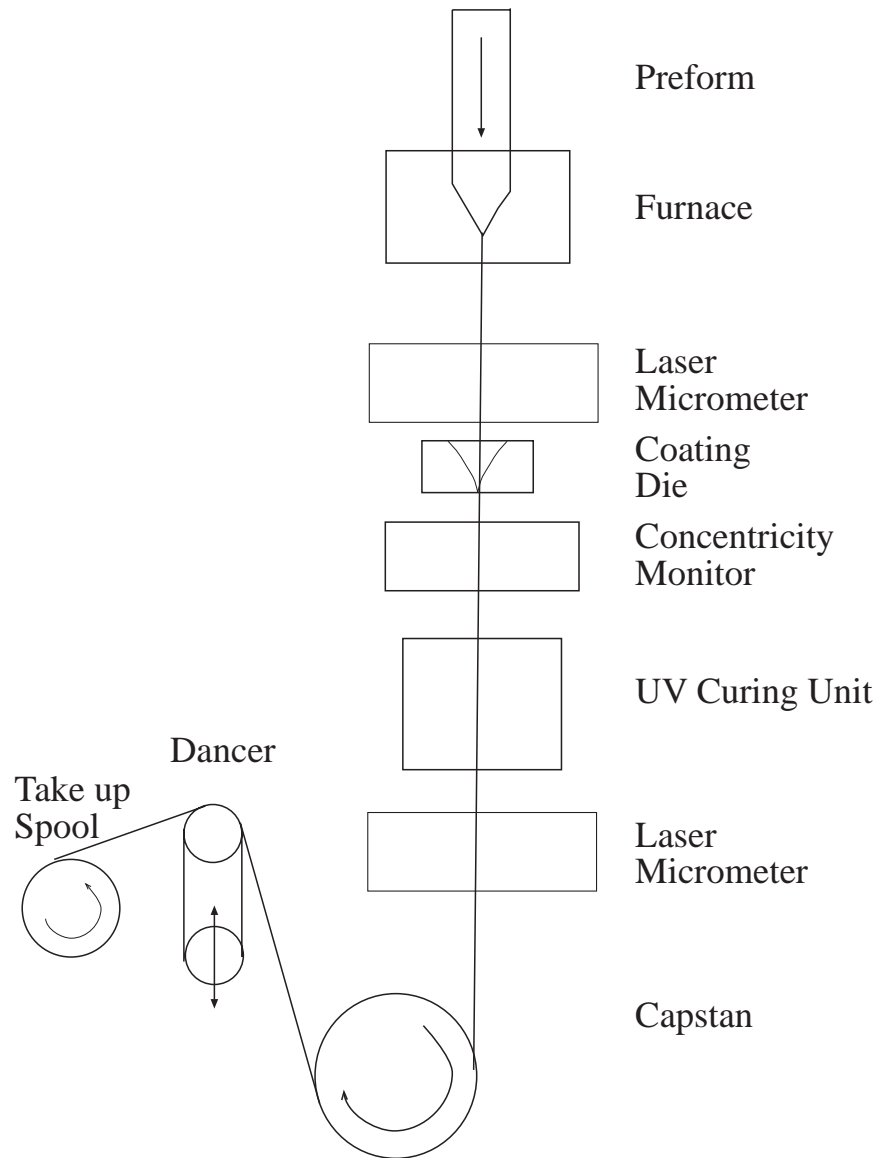 Preform
Furnace
Laser
Micrometer
Coating
Die
Concentricity
Monitor
UV Curing Unit
Dancer
Take up
Spool
Laser
Micrometer
Capstan